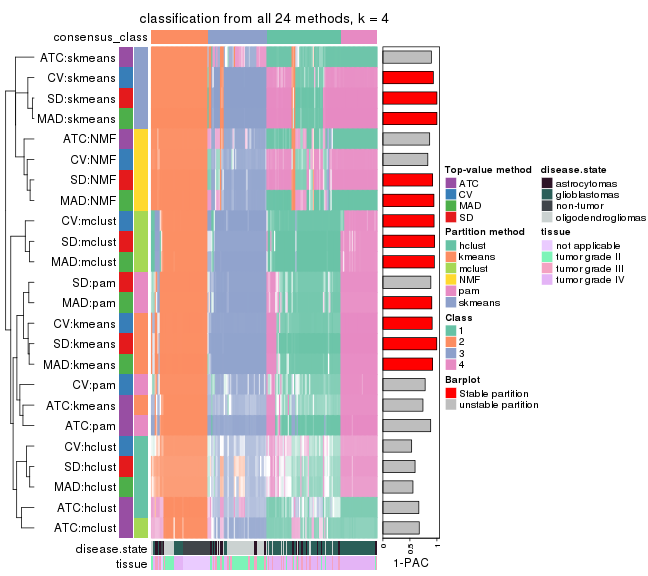 classification from all 24 methods, k = 4
consensus_class
ATC:skmeans
CV:skmeans
SD:skmeans
MAD:skmeans
ATC:NMF
CV:NMF
SD:NMF
MAD:NMF
CV:mclust
SD:mclust
MAD:mclust
SD:pam
MAD:pam
CV:kmeans
SD:kmeans
MAD:kmeans
CV:pam
ATC:kmeans
ATC:pam
CV:hclust
SD:hclust
MAD:hclust
ATC:hclust
ATC:mclust
disease.state
tissue
0
0.5
1
1-PAC
Top-value method
ATC
CV
MAD
SD
Partition method
hclust
kmeans
mclust
NMF
pam
skmeans
Class
1
2
3
4
Barplot
Stable partition
unstable partition
disease.state
astrocytomas
glioblastomas
non-tumor
oligodendrogliomas
tissue
not applicable
tumor grade II
tumor grade III
tumor grade IV